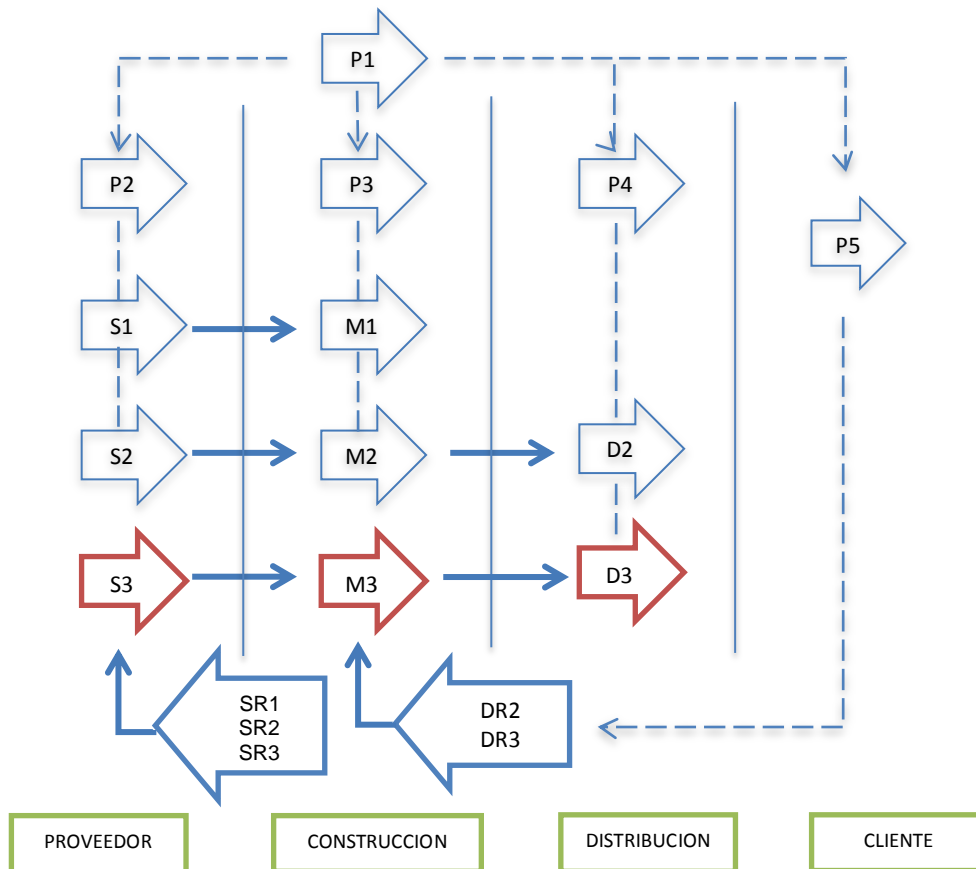 P1
P2
P3
P4
P5
S1
M1
S2
M2
D2
S3
M3
D3
SR1
SR2
SR3
DR2
DR3
PROVEEDOR
CONSTRUCCION
DISTRIBUCION
CLIENTE